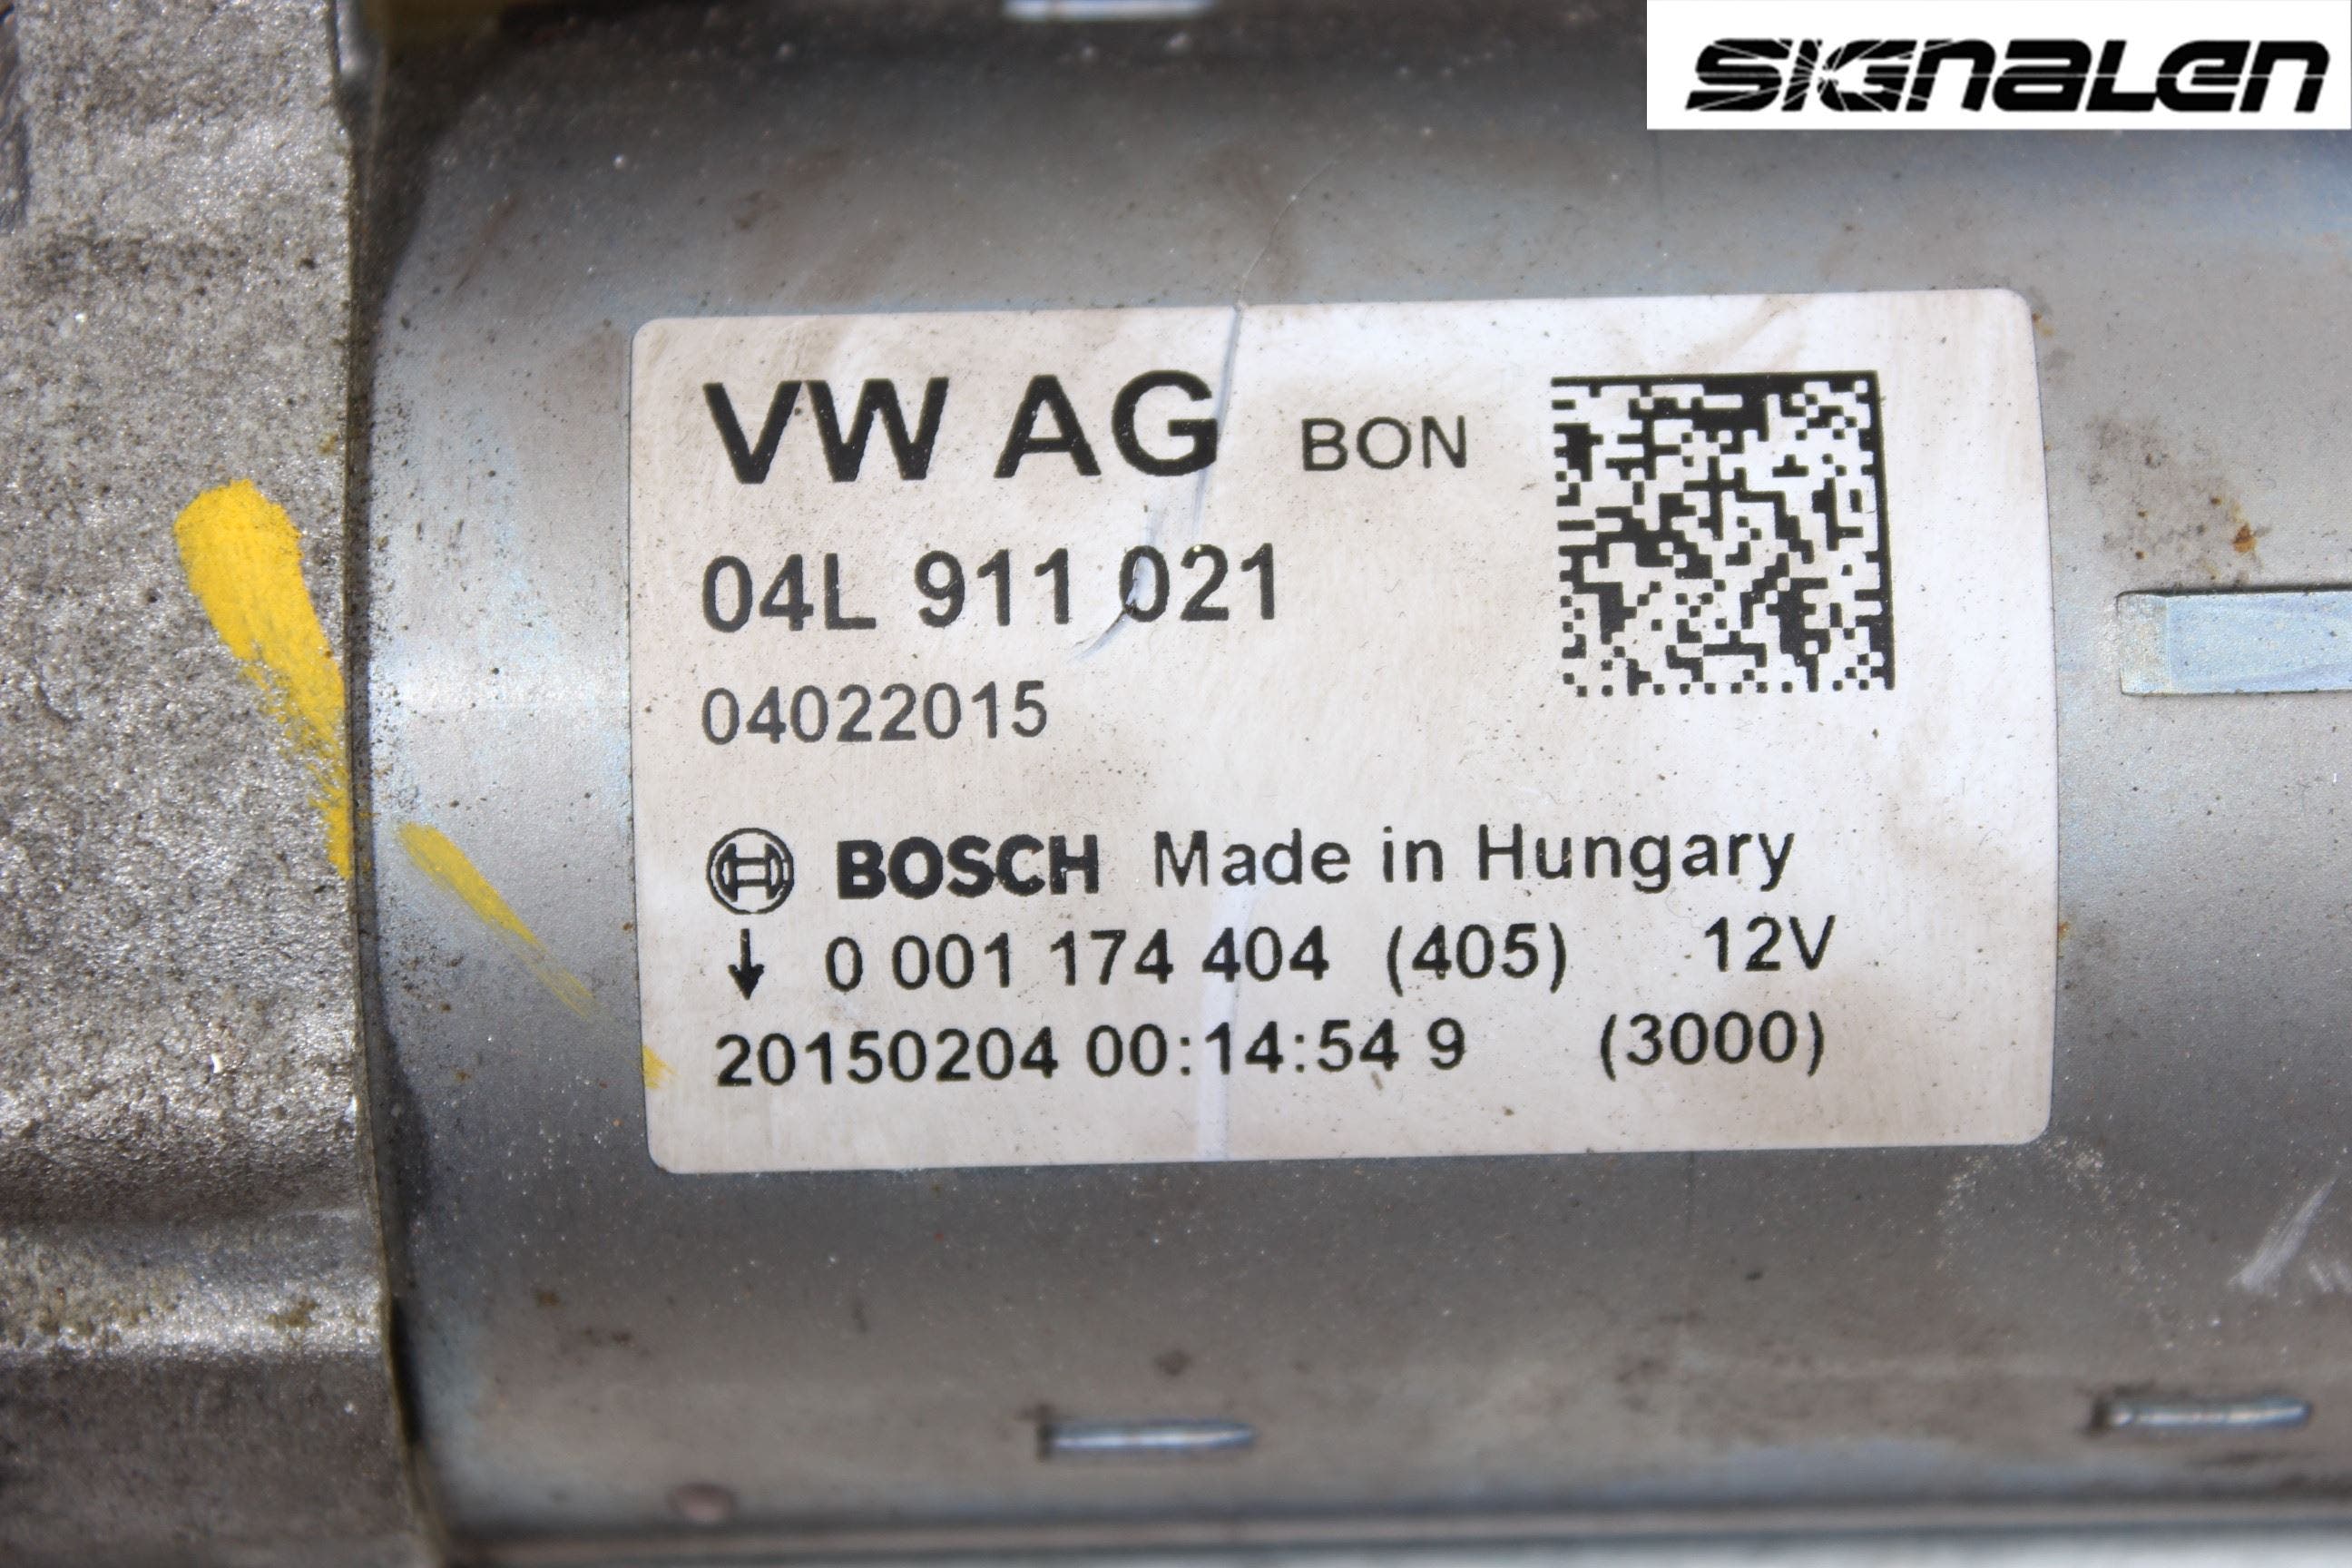 SIGNALEN
VW AG BON
04L 911 021
04022015
BOSCH Made in Hungary
↓ 0 001 174 404 (405) 12V
20150204 00:14:54 9 (3000)